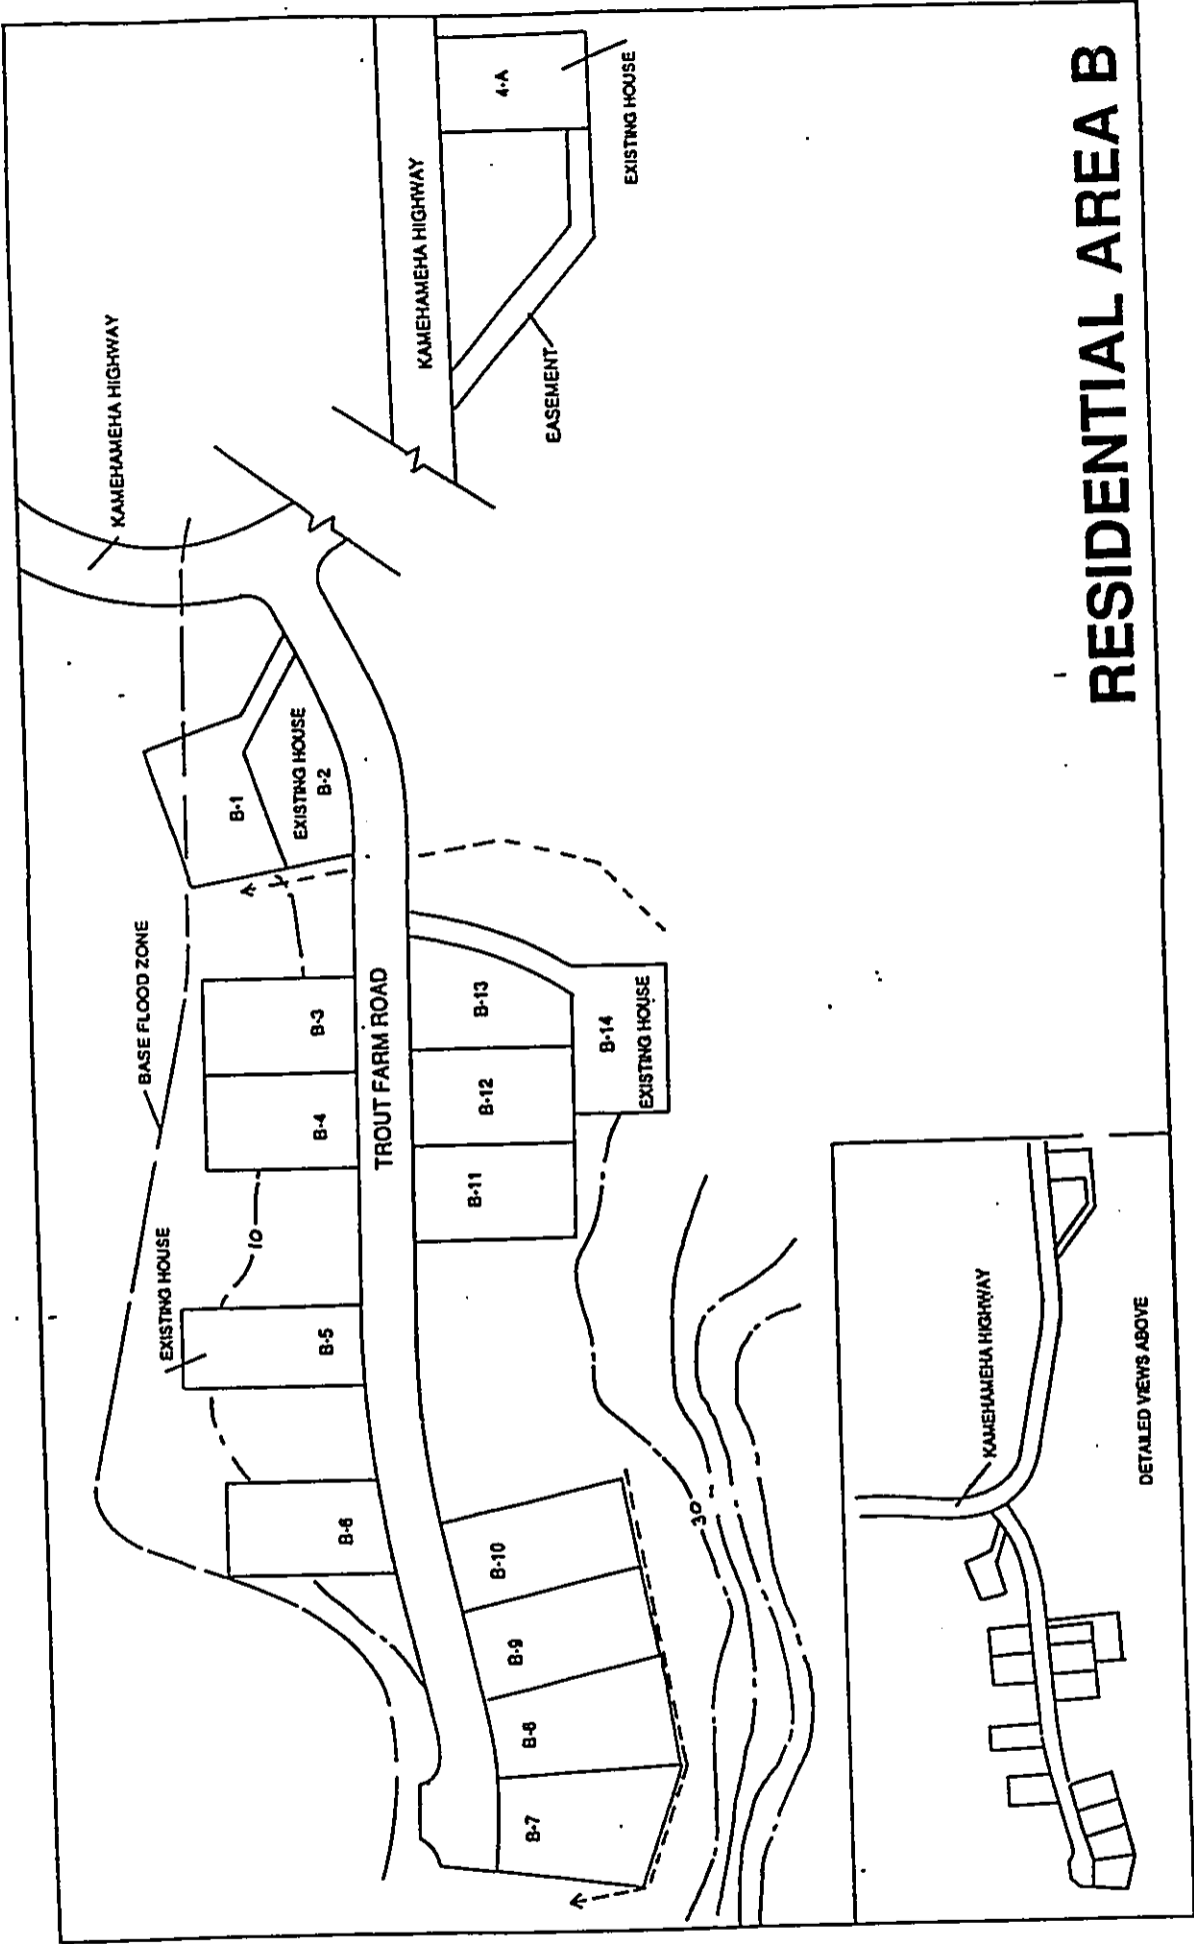 KAMEHAMEHA HIGHWAY
BASE FLOOD ZONE
EXISTING HOUSE
B-1
EXISTING HOUSE
B-2
B-3
B-4
10
B-5
B-6
TROUT FARM ROAD
B-7
B-8
B-9
B-10
B-11
B-12
B-13
B-14
EXISTING HOUSE
30
KAMEHAMEHA HIGHWAY
4-A
EXISTING HOUSE
EASEMENT
KAMEHAMEHA HIGHWAY
DETAILED VIEWS ABOVE
RESIDENTIAL AREA B